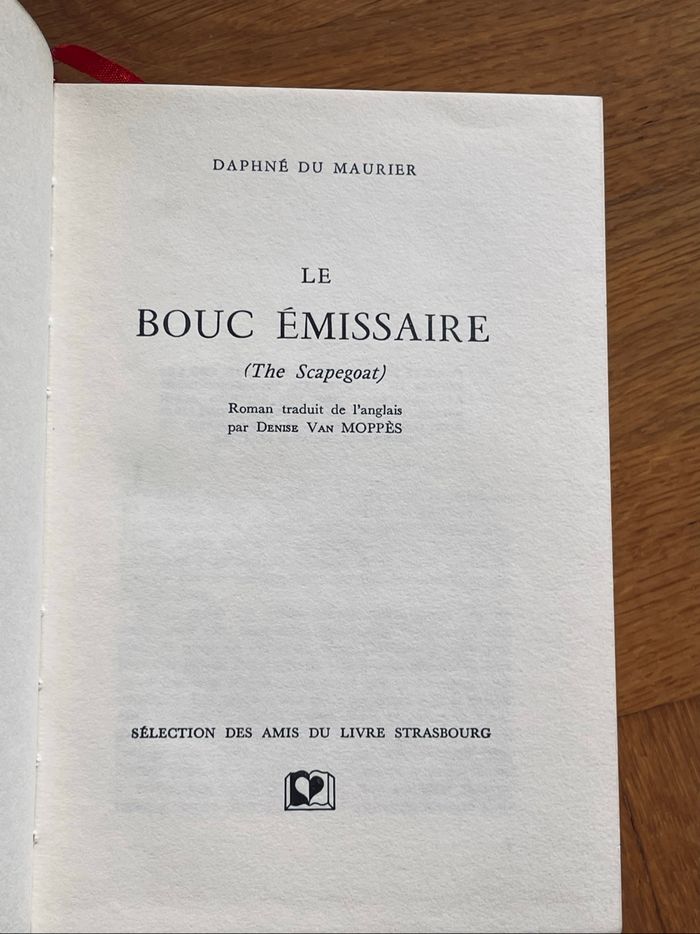 DAPHNÉ DU MAURIER
LE
BOUC ÉMISSAIRE
(The Scapegoat)
Roman traduit de l'anglais
par DENISE VAN MOPPÈS
SÉLECTION DES AMIS DU LIVRE STRASBOURG